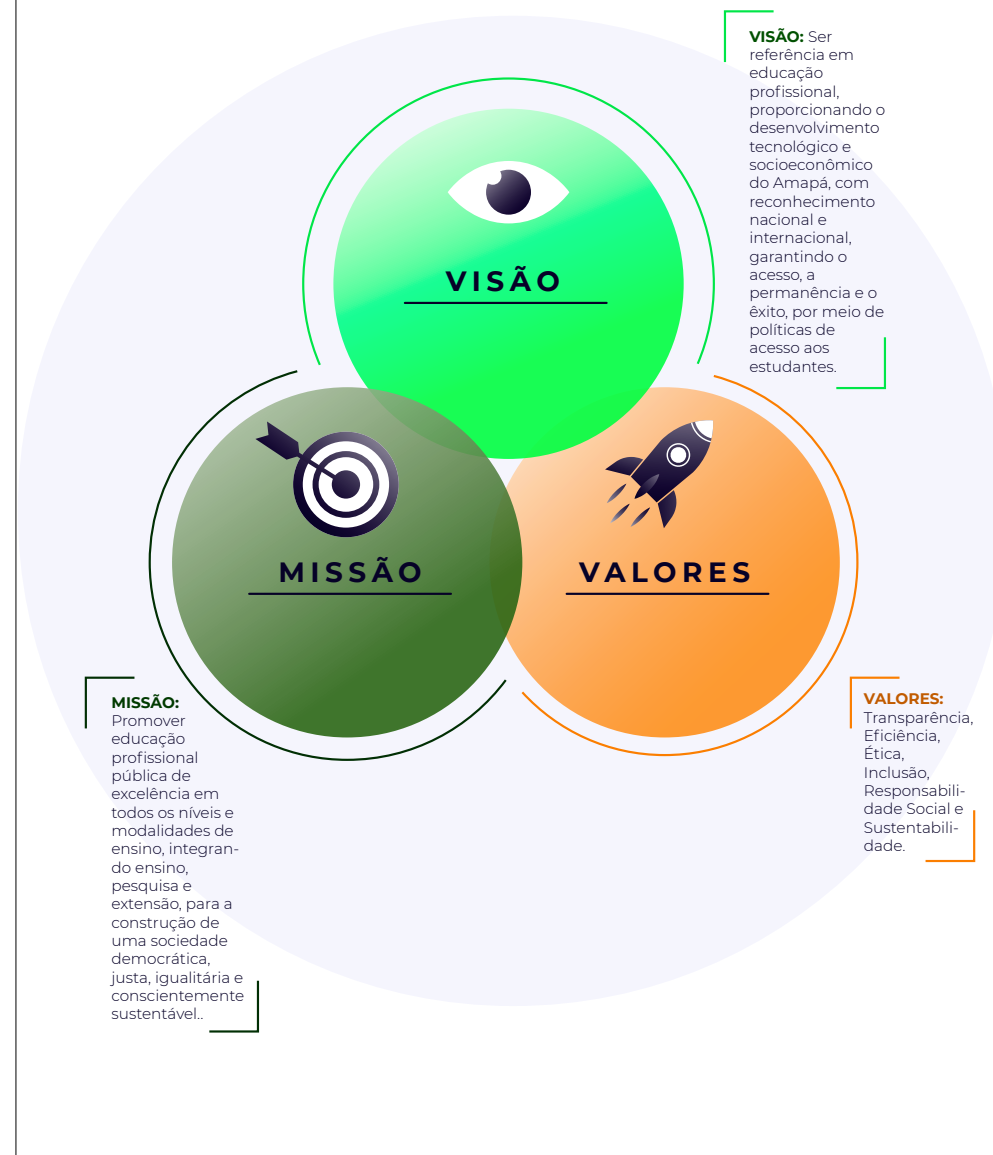 VISÃO: Ser
referência em
educação
profissional,
proporcionando o
desenvolvimento
tecnológico e
socioeconômico
do Amapá, com
reconhecimento
nacional e
internacional,
garantindo o
acesso, a
permanência e o
êxito, por meio de
políticas de
acesso aos
estudantes.
VISÃO
MISSÃO
VALORES
MISSÃO:
Promover
educação
profissional
pública de
excelência em
todos os níveis e
modalidades de
ensino, integran-
do ensino,
pesquisa e
extensão, para a
construção de
uma sociedade
democrática,
justa, igualitária e
conscientemente
sustentável..
VALORES:
Transparência,
Eficiência,
Ética,
Inclusão,
Responsabili-
dade Social e
Sustentabili-
dade.